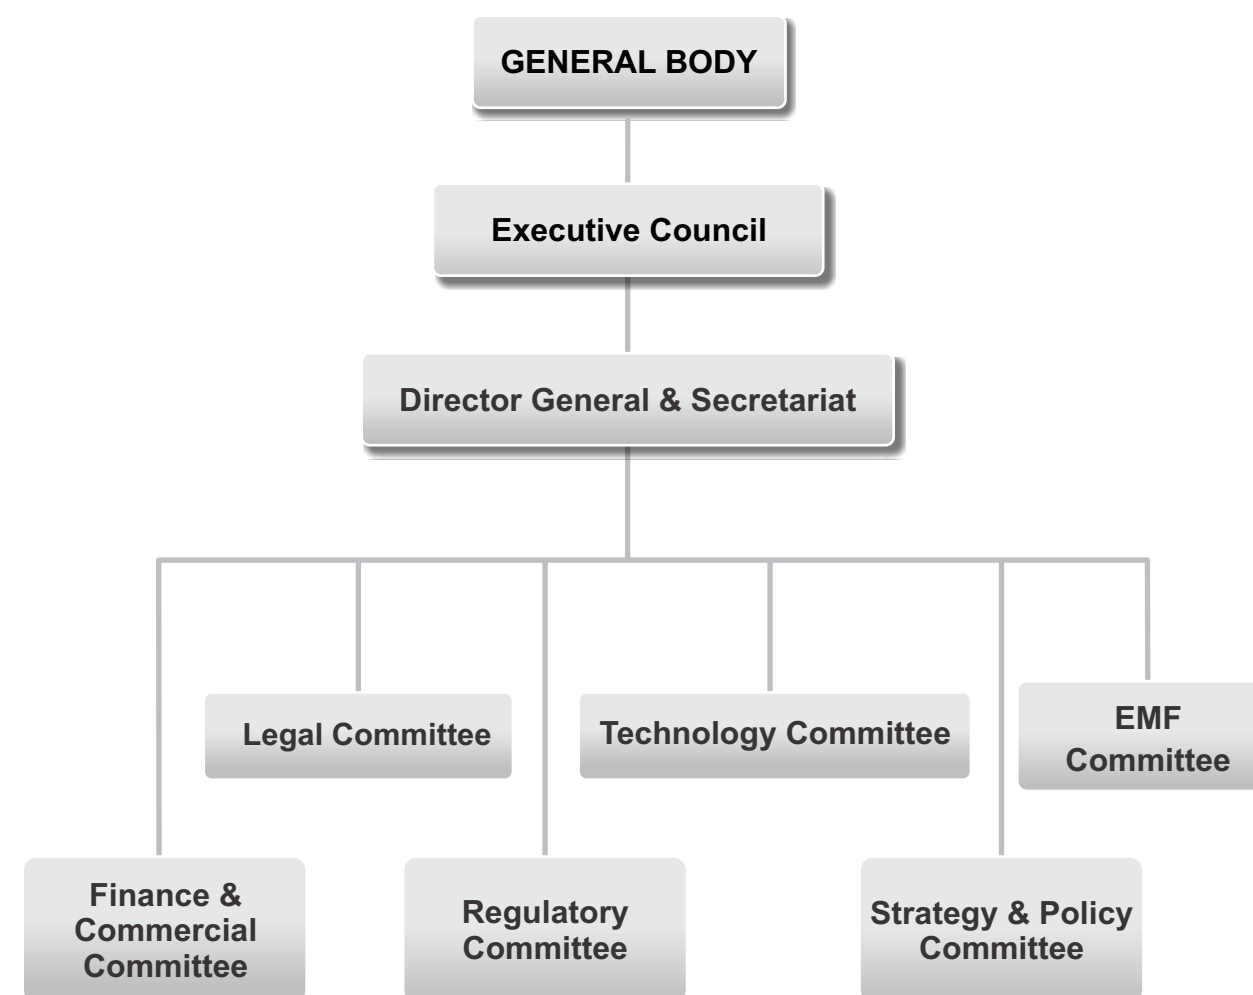 GENERAL BODY
Executive Council
Director General & Secretariat
Legal Committee
Technology Committee
EMF
Committee
Finance &
Commercial
Committee
Regulatory
Committee
Strategy & Policy
Committee